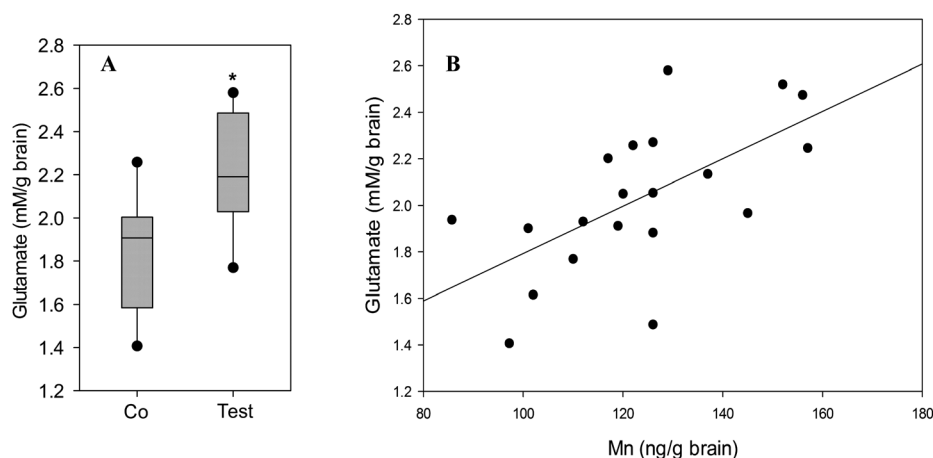 A
*
Glutamate (mM/g brain)
2.8
2.6
2.4
2.2
2.0
1.8
1.6
1.4
1.2
Co Test
B
Glutamate (mM/g brain)
2.8
2.6
2.4
2.2
2.0
1.8
1.6
1.4
1.2
80 100 120 140 160 180
Mn (ng/g brain)